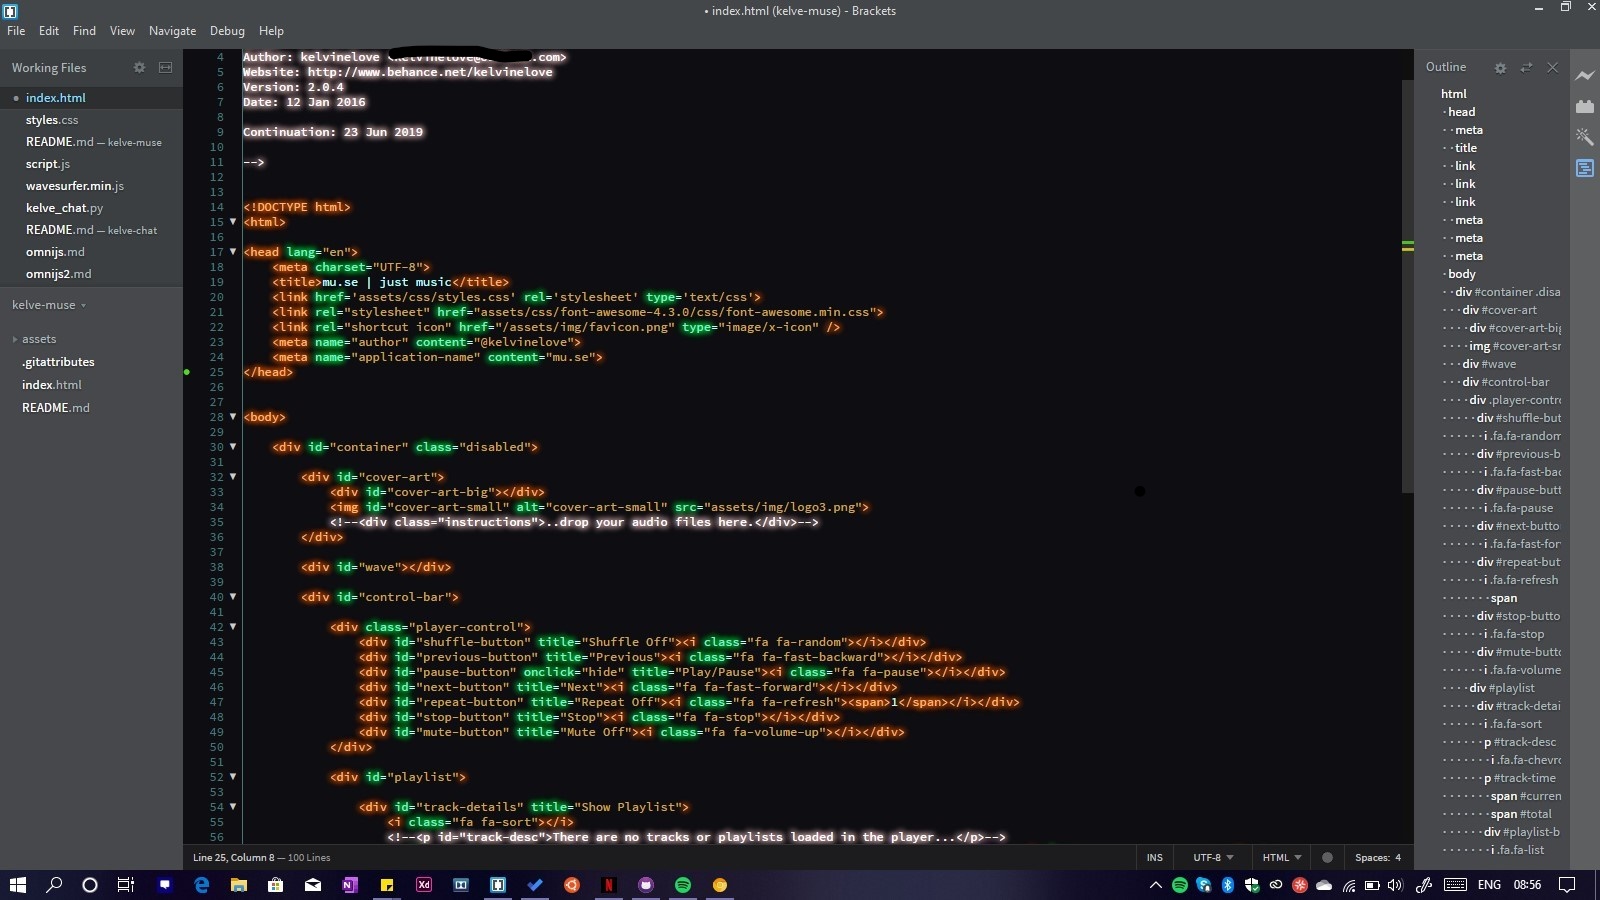 • index.html (kelve-muse) - Brackets
File Edit Find View Navigate Debug Help
Working Files
index.html
styles.css
README.md — kelve-muse
script.js
wavesurfer.min.js
kelve_chat.py
README.md — kelve-chat
omnijs.md
omnijs2.md
kelve-muse
assets
.gitattributes
index.html
README.md
4 Author: kelvinelove .com>
5 Website: http://www.behance.net/kelvinelove
6 Version: 2.0.4
7 Date: 12 Jan 2016
8
9 Continuation: 23 Jun 2019
10
11 -->
12
13
14 <!DOCTYPE html>
15 <html>
16
17 <head lang="en">
18 <meta charset="UTF-8">
19 <title>mu.se | just music</title>
20 <link href='assets/css/styles.css' rel='stylesheet' type='text/css'>
21 <link rel="stylesheet" href="assets/css/font-awesome-4.3.0/css/font-awesome.min.css">
22 <link rel="shortcut icon" href="/assets/img/favicon.png" type="image/x-icon" />
23 <meta name="author" content="@kelvinelove">
24 <meta name="application-name" content="mu.se">
25 </head>
26
27
28 <body>
29
30 <div id="container" class="disabled">
31
32 <div id="cover-art">
33 <div id="cover-art-big"></div>
34 <img id="cover-art-small" alt="cover-art-small" src="assets/img/logo3.png">
35 <!--<div class="instructions">..drop your audio files here.</div>-->
36 </div>
37
38 <div id="wave"></div>
39
40 <div id="control-bar">
41
42 <div class="player-control">
43 <div id="shuffle-button" title="Shuffle Off"><i class="fa fa-random"></i></div>
44 <div id="previous-button" title="Previous"><i class="fa fa-fast-backward"></i></div>
45 <div id="pause-button" onclick="hide" title="Play/Pause"><i class="fa fa-pause"></i></div>
46 <div id="next-button" title="Next"><i class="fa fa-fast-forward"></i></div>
47 <div id="repeat-button" title="Repeat Off"><i class="fa fa-refresh"><span>1</span></i></div>
48 <div id="stop-button" title="Stop"><i class="fa fa-stop"></i></div>
49 <div id="mute-button" title="Mute Off"><i class="fa fa-volume-up"></i></div>
50 </div>
51
52 <div id="playlist">
53
54 <div id="track-details" title="Show Playlist">
55 <i class="fa fa-sort"></i>
56 <!--<p id="track-desc">There are no tracks or playlists loaded in the player...</p>-->
Outline
html
head
meta
title
link
link
link
meta
meta
meta
body
div #container .disa
div #cover-art
div #cover-art-big
img #cover-art-sm
div #wave
div #control-bar
div .player-contro
div #shuffle-but
i .fa.fa-random
div #previous-b
i .fa.fa-fast-bac
div #pause-butt
i .fa.fa-pause
div #next-butto
i .fa.fa-fast-for
div #repeat-but
i .fa.fa-refresh
span
div #stop-butto
i .fa.fa-stop
div #mute-butto
i .fa.fa-volume
div #playlist
div #track-detai
i .fa.fa-sort
p #track-desc
i .fa.fa-chevro
p #track-time
span #curren
span #total
div #playlist-b
i .fa.fa-list
Line 25, Column 8 — 100 Lines
INS UTF-8 HTML Spaces: 4
ENG 08:56